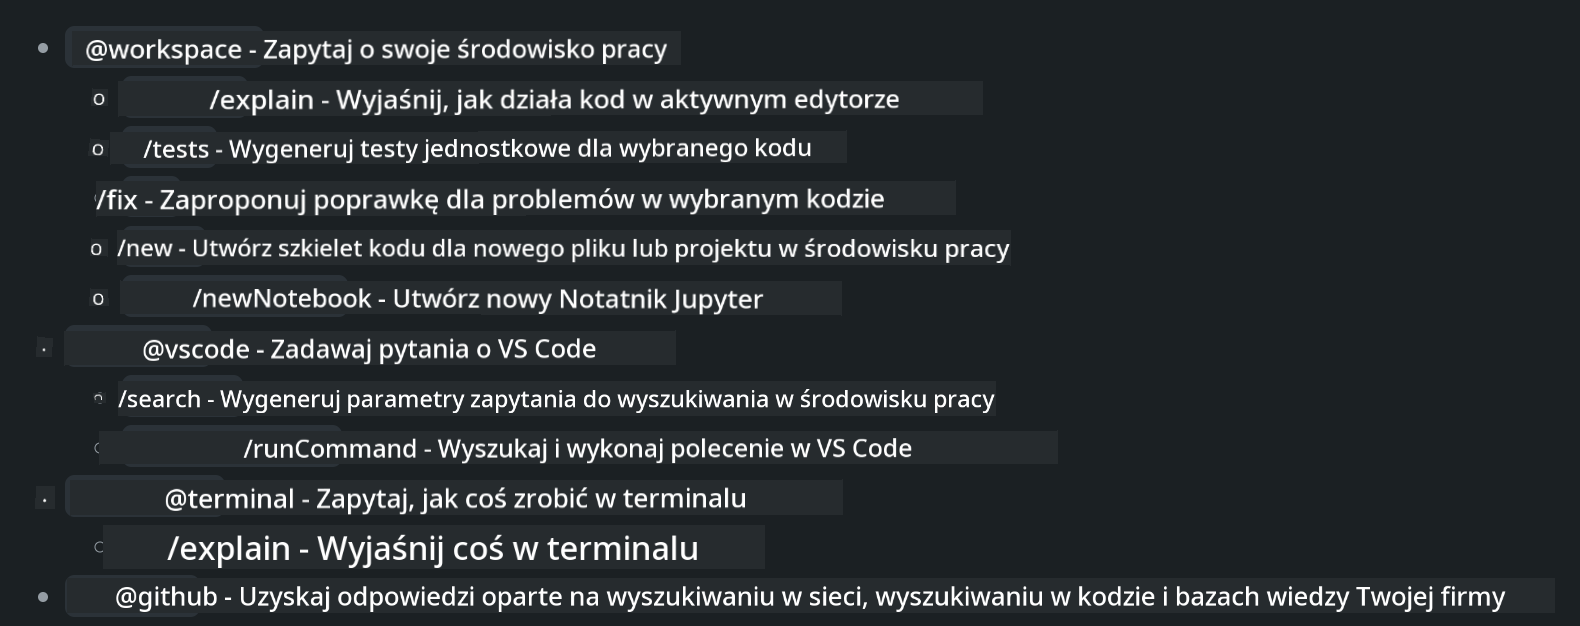 @workspace - Zapytaj o swoje środowisko pracy
/explain - Wyjaśnij, jak działa kod w aktywnym edytorze
/tests - Wygeneruj testy jednostkowe dla wybranego kodu
/fix - Zaproponuj poprawkę dla problemów w wybranym kodzie
/new - Utwórz szkielet kodu dla nowego pliku lub projektu w środowisku pracy
/newNotebook - Utwórz nowy Notatnik Jupyter
@vscode - Zadawaj pytania o VS Code
/search - Wygeneruj parametry zapytania do wyszukiwania w środowisku pracy
/runCommand - Wyszukaj i wykonaj polecenie w VS Code
@terminal - Zapytaj, jak coś zrobić w terminalu
/explain - Wyjaśnij coś w terminalu
@github - Uzyskaj odpowiedzi oparte na wyszukiwaniu w sieci, wyszukiwaniu w kodzie i bazach wiedzy Twojej firmy